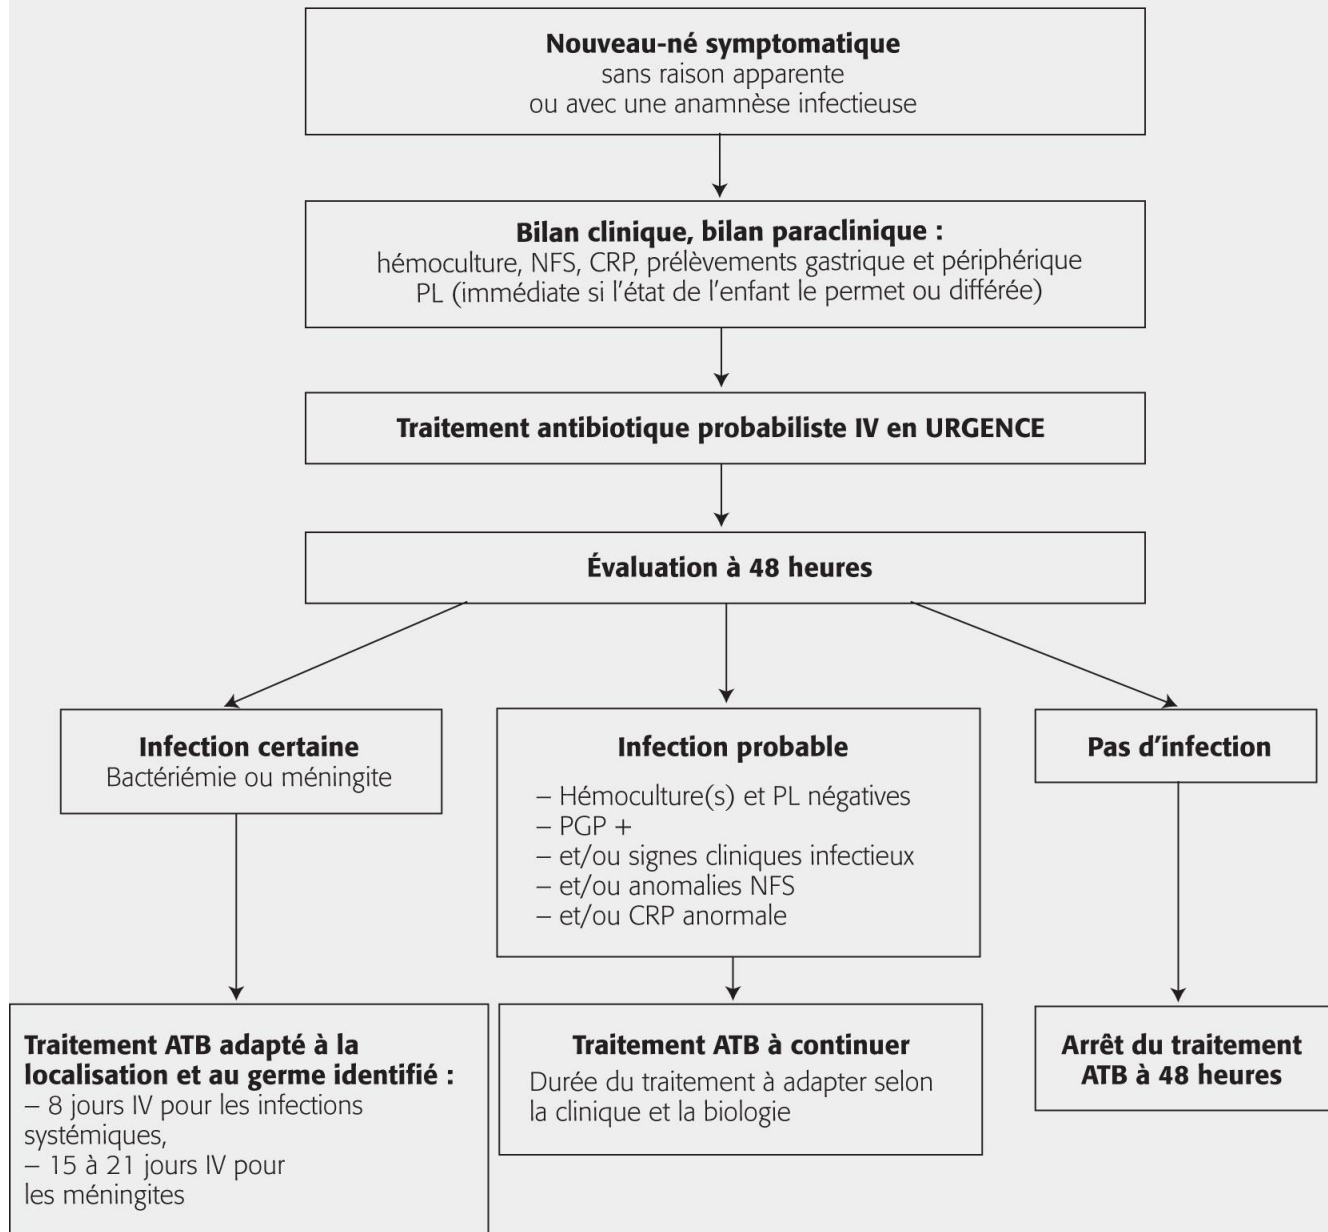 Nouveau-né symptomatique
sans raison apparente
ou avec une anamnèse infectieuse
Bilan clinique, bilan paraclinique :
hémoculture, NFS, CRP, prélèvements gastrique et périphérique
PL (immédiate si l’état de l’enfant le permet ou différée)
Traitement antibiotique probabiliste IV en URGENCE
Évaluation à 48 heures
Infection certaine
Bactériémie ou méningite
Infection probable
– Hémoculture(s) et PL négatives
– PGP +
– et/ou signes cliniques infectieux
– et/ou anomalies NFS
– et/ou CRP anormale
Pas d’infection
Traitement ATB adapté à la
localisation et au germe identifié :
– 8 jours IV pour les infections
systémiques,
– 15 à 21 jours IV pour
les méningites
Traitement ATB à continuer
Durée du traitement à adapter selon
la clinique et la biologie
Arrêt du traitement
ATB à 48 heures